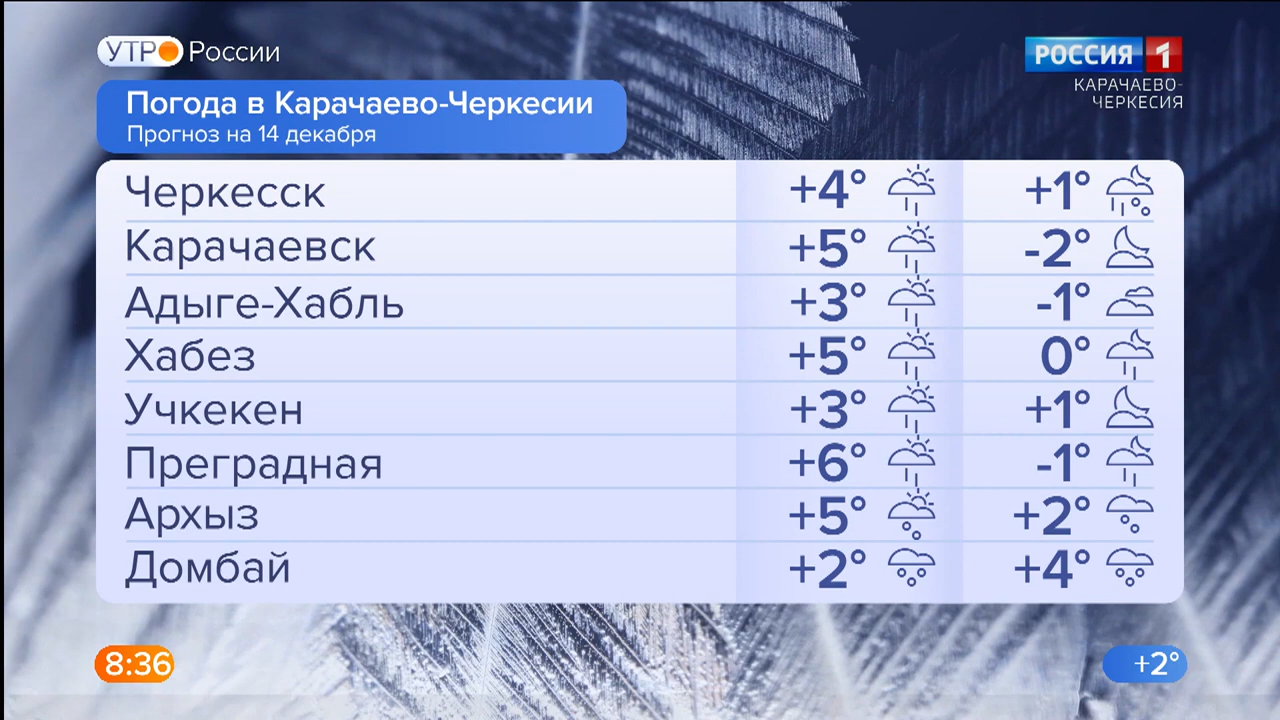 УТРО России
РОССИЯ 1
КАРАЧАЕВО-
ЧЕРКЕСИЯ
Погода в Карачаево-Черкесии
Прогноз на 14 декабря
Черкесск +4° +1°
Карачаевск +5° -2°
Адыге-Хабль +3° -1°
Хабез +5° 0°
Учкекен +3° +1°
Преградная +6° -1°
Архыз +5° +2°
Домбай +2° +4°
8:36
+2°